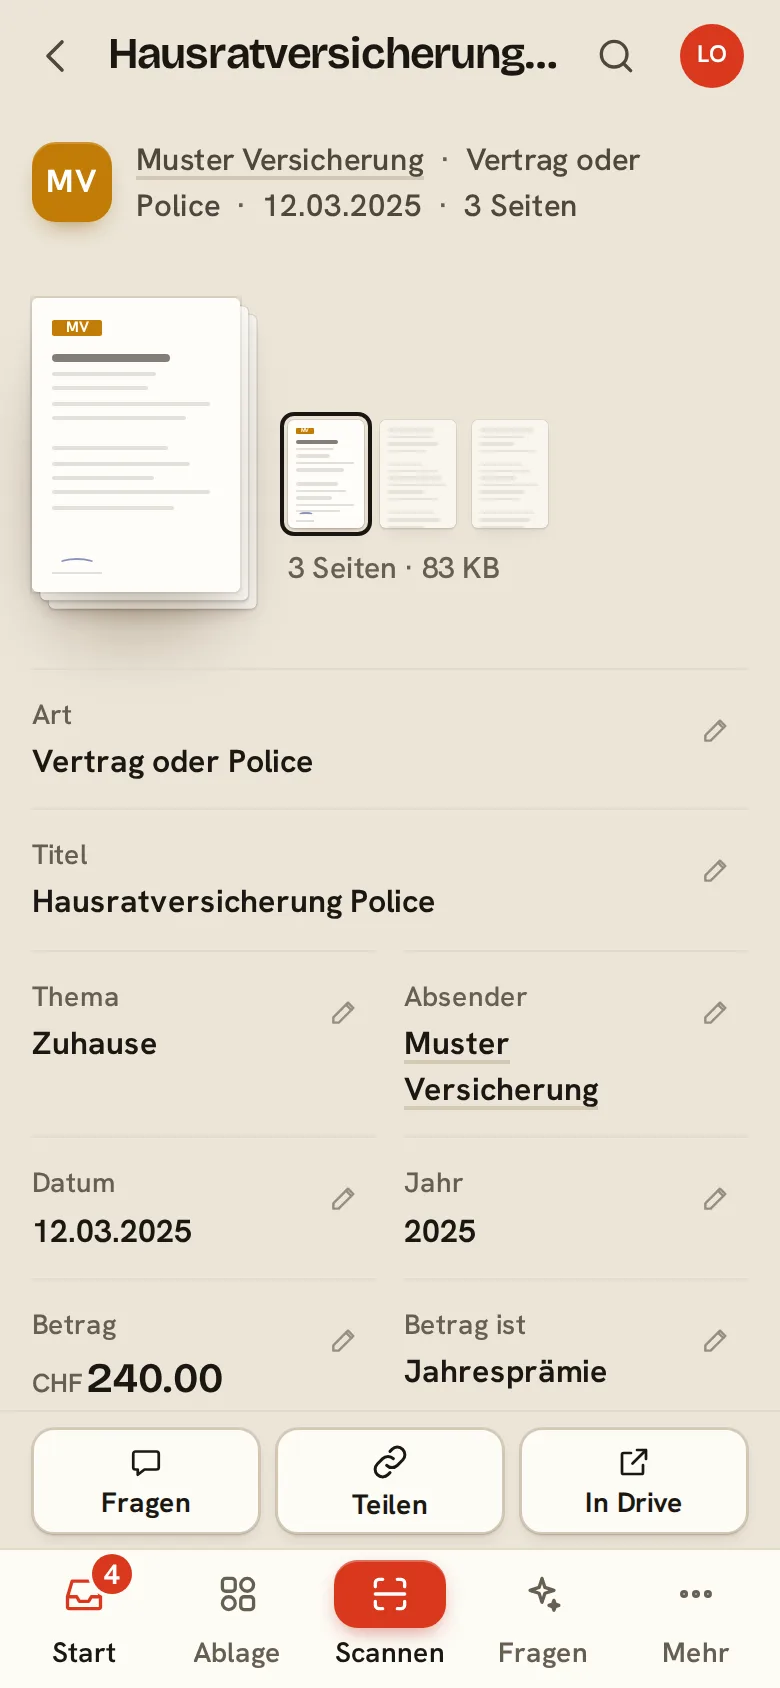 Hausratversicherung...
LO
MV
Muster Versicherung · Vertrag oder
Police · 12.03.2025 · 3 Seiten
MV
3 Seiten · 83 KB
Art
Vertrag oder Police
Titel
Hausratversicherung Police
Thema
Zuhause
Absender
Muster
Versicherung
Datum
12.03.2025
Jahr
2025
Betrag
CHF 240.00
Betrag ist
Jahresprämie
Fragen
Teilen
In Drive
4
Start
Ablage
Scannen
Fragen
Mehr